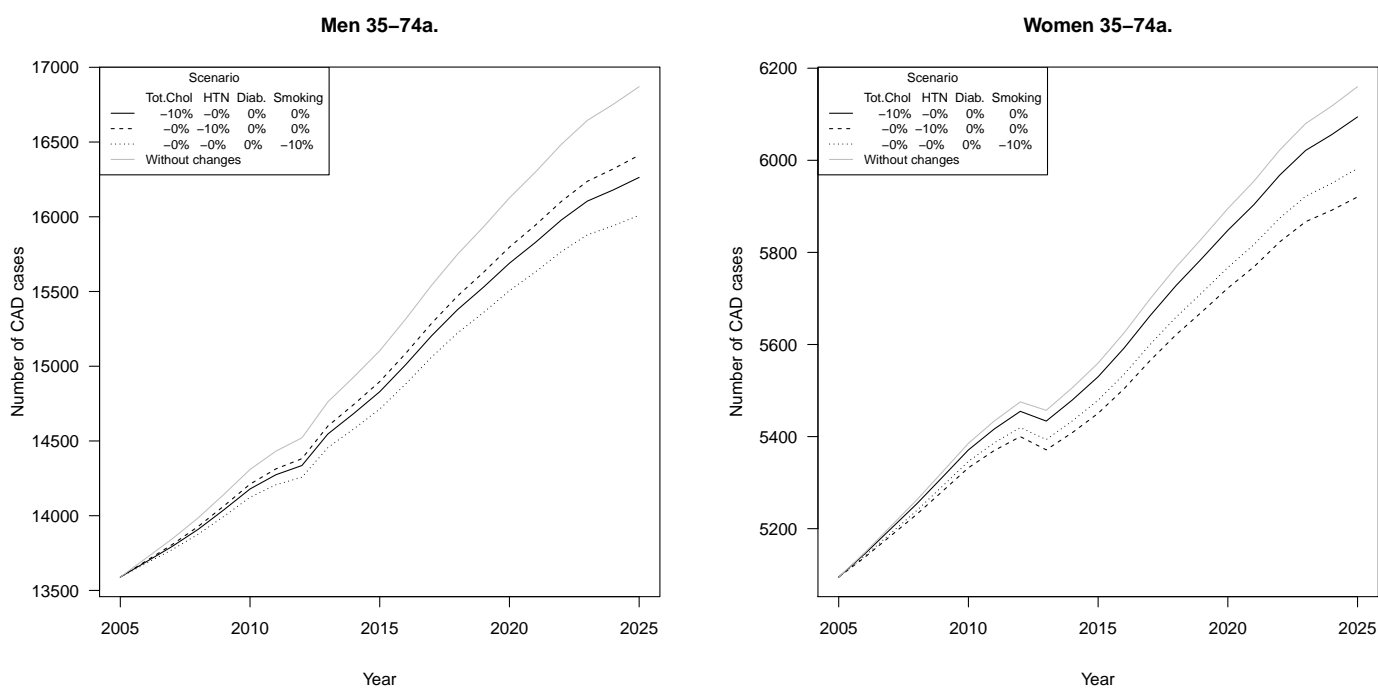 Men 35−74a.
17000
16500
16000
15500
15000
14500
14000
13500
Number of CAD cases
Scenario
Tot.Chol HTN Diab. Smoking
−10% −0% 0% 0%
−0% −10% 0% 0%
−0% −0% 0% −10%
Without changes
2005 2010 2015 2020 2025
Year
Women 35−74a.
6200
6000
5800
5600
5400
5200
Number of CAD cases
Scenario
Tot.Chol HTN Diab. Smoking
−10% −0% 0% 0%
−0% −10% 0% 0%
−0% −0% 0% −10%
Without changes
2005 2010 2015 2020 2025
Year